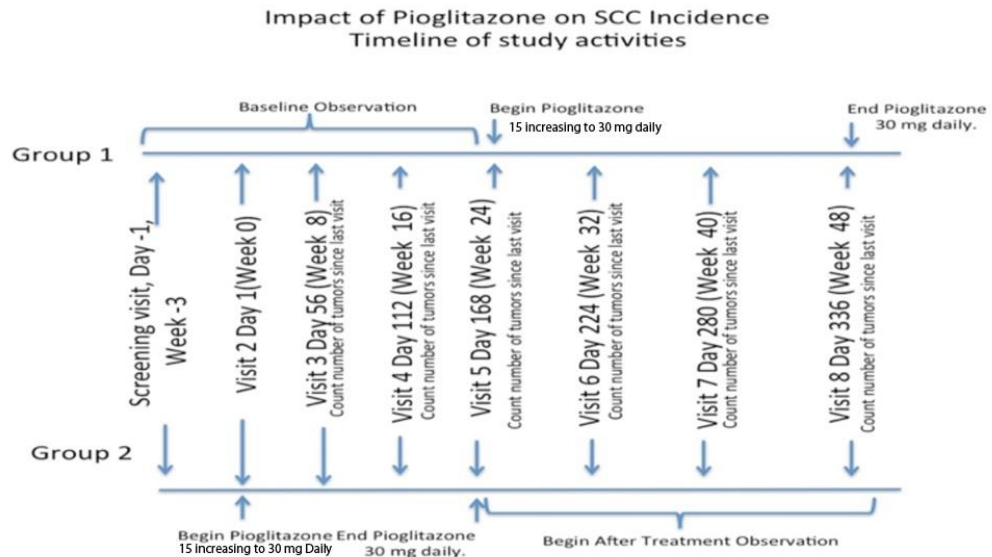 Impact of Pioglitazone on SCC Incidence
Timeline of study activities
Baseline Observation
Begin Pioglitazone
15 increasing to 30 mg daily
End Pioglitazone
30 mg daily.
Group 1
Screening visit, Day -1,
Week -3
Visit 2 Day 1(Week 0)
Visit 3 Day 56 (Week 8)
Count number of tumors since last visit
Visit 4 Day 112 (Week 16)
Count number of tumors since last visit
Visit 5 Day 168 (Week 24)
Count number of tumors since last visit
Visit 6 Day 224 (Week 32)
Count number of tumors since last visit
Visit 7 Day 280 (Week 40)
Count number of tumors since last visit
Visit 8 Day 336 (Week 48)
Count number of tumors since last visit
Group 2
Begin Pioglitazone
15 increasing to 30 mg Daily
End Pioglitazone
30 mg daily.
Begin After Treatment Observation